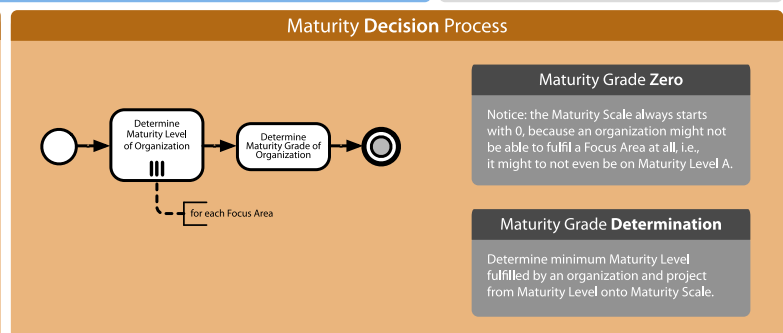 Maturity Decision Process
Determine
Maturity Level
of Organization
Determine
Maturity Grade of
Organization
for each Focus Area
Maturity Grade Zero
Notice: the Maturity Scale always starts
with 0, because an organization might not
be able to fulfil a Focus Area at all, i.e.,
it might to not even be on Maturity Level A.
Maturity Grade Determination
Determine minimum Maturity Level
fulfilled by an organization and project
from Maturity Level onto Maturity Scale.